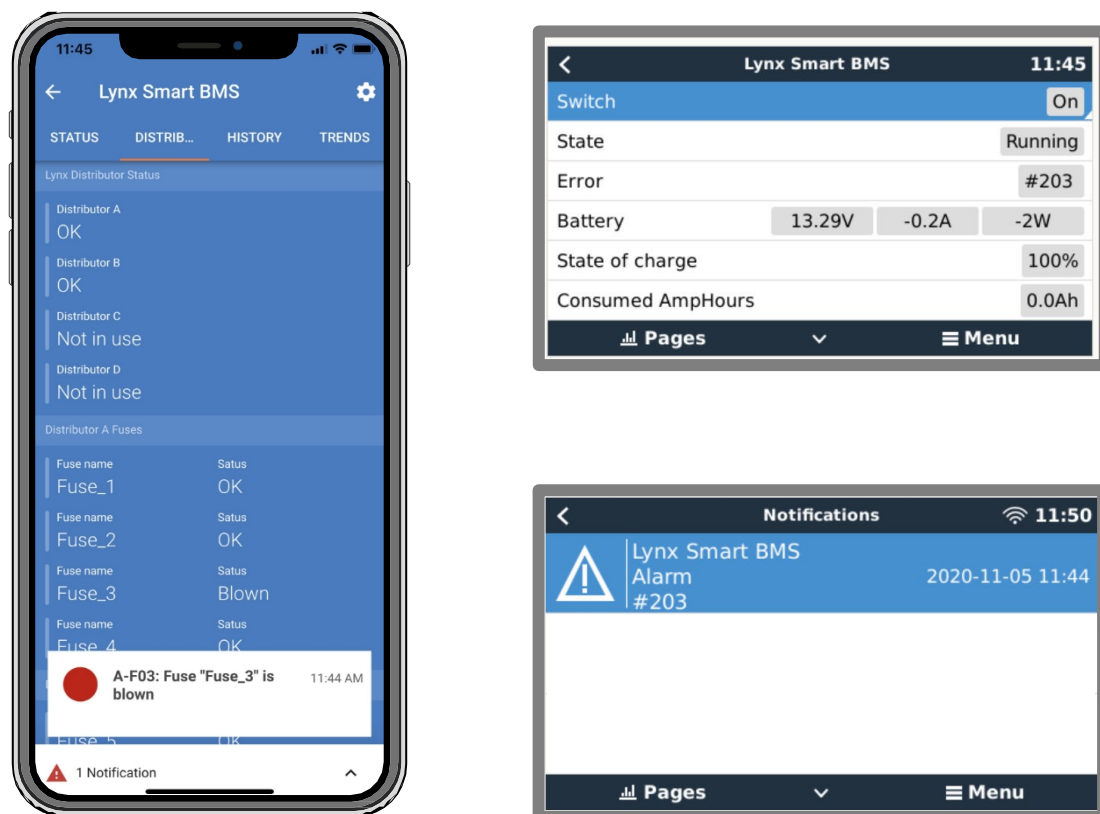 11:45
Lynx Smart BMS
STATUS DISTRIB... HISTORY TRENDS
Lynx Distributor Status
Distributor A
OK
Distributor B
OK
Distributor C
Not in use
Distributor D
Not in use
Distributor A Fuses
Fuse name Satus
Fuse_1 OK
Fuse name Satus
Fuse_2 OK
Fuse name Satus
Fuse_3 Blown
Fuse name Satus
Fuse_4 OK
A-F03: Fuse "Fuse_3" is 11:44 AM
blown
Fuse_5 OK
1 Notification
Lynx Smart BMS 11:45
Switch On
State Running
Error #203
Battery 13.29V -0.2A -2W
State of charge 100%
Consumed AmpHours 0.0Ah
Pages Menu
Notifications 11:50
Lynx Smart BMS
Alarm 2020-11-05 11:44
#203
Pages Menu